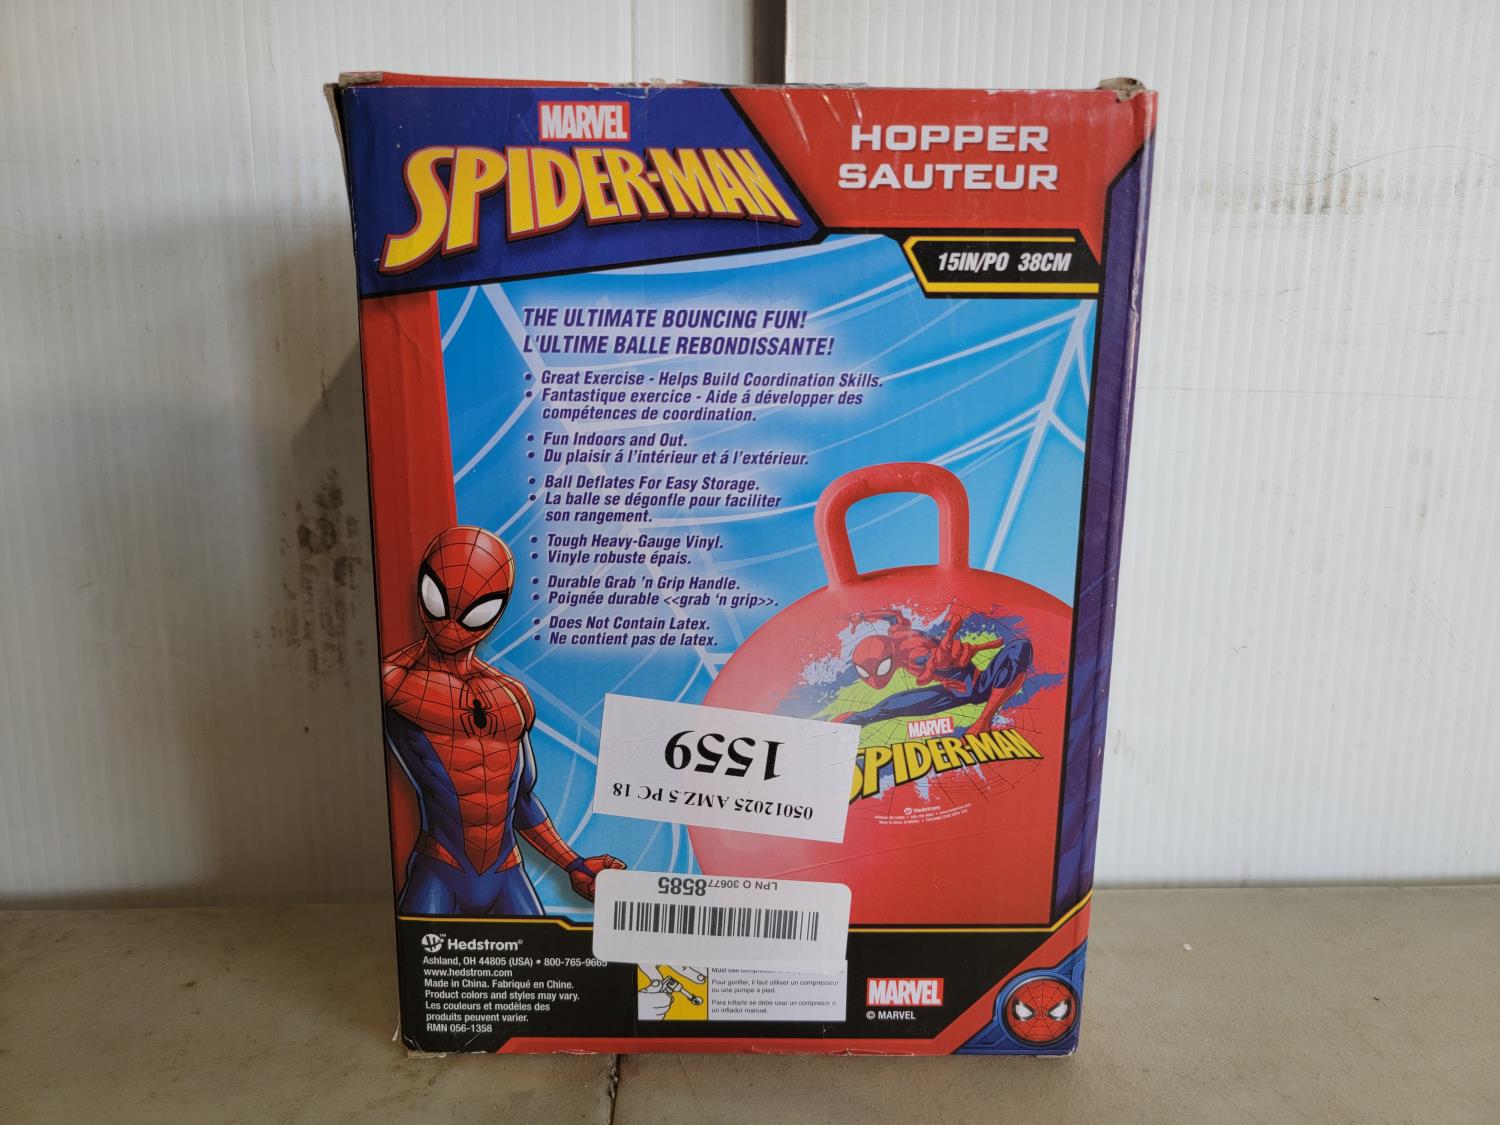 MARVEL
SPIDER-MAN
HOPPER
SAUTEUR
15IN/PO 38CM
THE ULTIMATE BOUNCING FUN!
L'ULTIME BALLE REBONDISSANTE!
• Great Exercise - Helps Build Coordination Skills.
• Fantastique exercice - Aide á développer des
compétences de coordination.
• Fun Indoors and Out.
• Du plaisir á l'intérieur et á l'extérieur.
• Ball Deflates For Easy Storage.
• La balle se dégonfle pour faciliter
son rangement.
• Tough Heavy-Gauge Vinyl.
• Vinyle robuste épais.
• Durable Grab 'n Grip Handle.
• Poignée durable <<grab 'n grip>>.
• Does Not Contain Latex.
• Ne contient pas de latex.
MARVEL
SPIDER-MAN
Hedstrom
05012025 AMZ 5 PC 18
1559
LPN O 306778585
Hedstrom®
Ashland, OH 44805 (USA) • 800-765-9665
www.hedstrom.com
Made in China. Fabriqué en Chine.
Product colors and styles may vary.
Les couleurs et modèles des
produits peuvent varier.
RMN 056-1358
Pour gonfler, il faut utiliser un compresseur
ou une pompe à pied.
Para inflarlo se debe usar un compresor o
un inflador manual.
MARVEL
© MARVEL